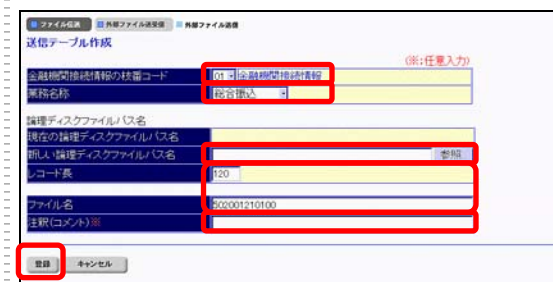 ファイル伝送 外部ファイル送受信 外部ファイル送信
送信テーブル作成
(※:任意入力)
金融機関接続情報の枝番コード 01 金融機関接続情報
業務名称 総合振込
論理ディスクファイルパス名
現在の論理ディスクファイルパス名
新しい論理ディスクファイルパス名 参照
レコード長 120
ファイル名 502001210100
注釈(コメント)※
登録 キャンセル